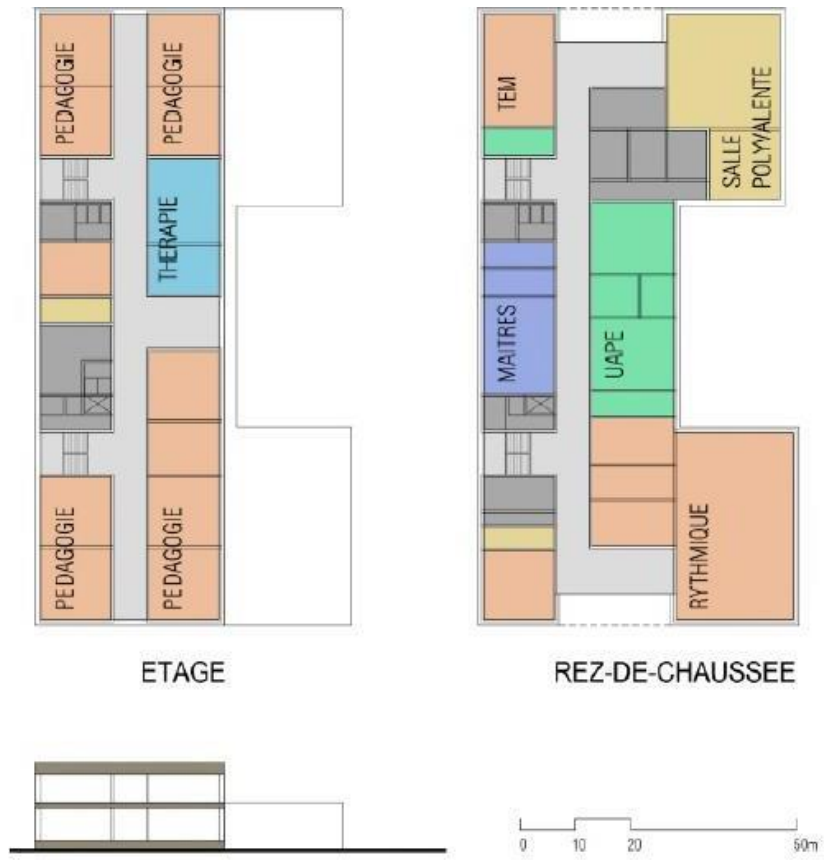 PEDAGOGIE
PEDAGOGIE
THERAPIE
PEDAGOGIE
PEDAGOGIE
ETAGE
TEM
SALLE
POLYVALENTE
MAITRES
UAPE
RYTHMIQUE
REZ-DE-CHAUSSEE
0 10 20 50m